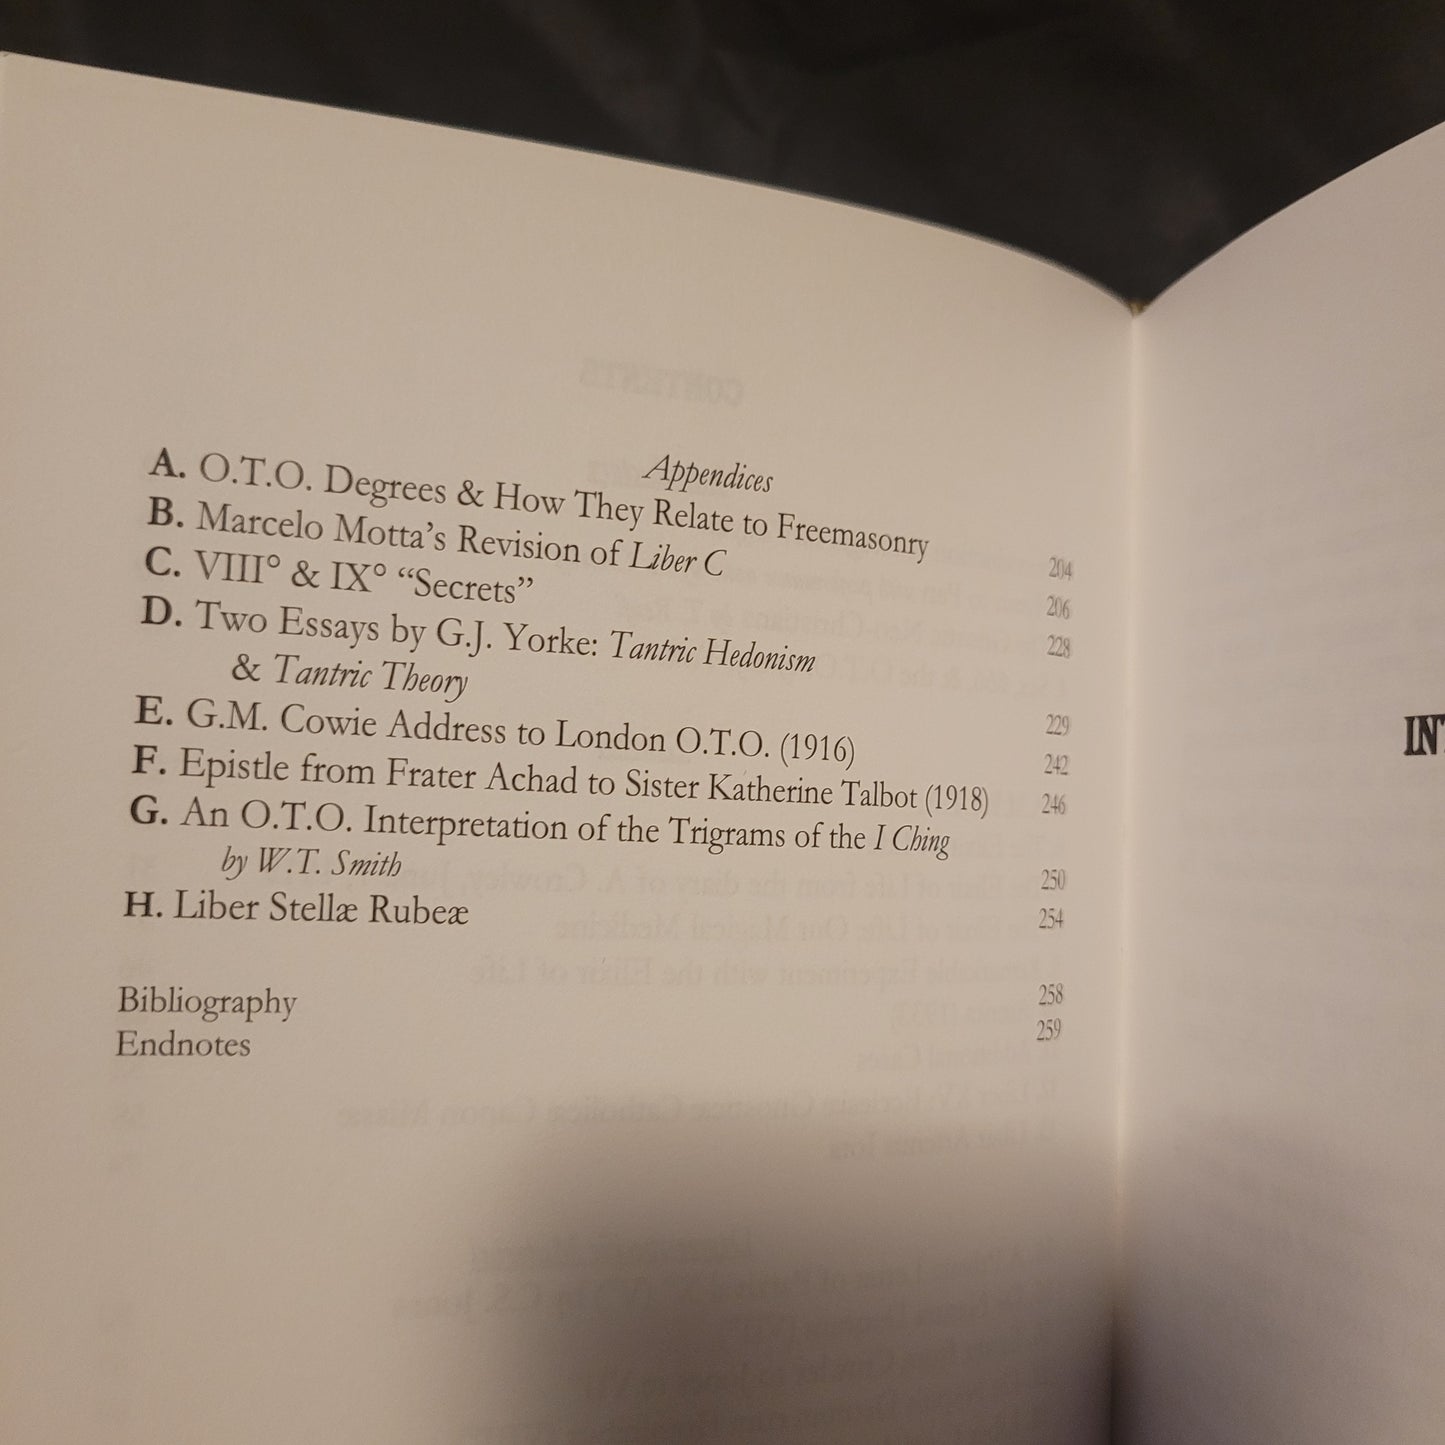 Appendices
A. O.T.O. Degrees & How They Relate to Freemasonry 204
B. Marcelo Motta’s Revision of Liber C 206
C. VIII° & IX° “Secrets” 228
D. Two Essays by G.J. Yorke: Tantric Hedonism
& Tantric Theory 229
E. G.M. Cowie Address to London O.T.O. (1916) 242
F. Epistle from Frater Achad to Sister Katherine Talbot (1918) 246
G. An O.T.O. Interpretation of the Trigrams of the I Ching
by W.T. Smith 250
H. Liber Stellæ Rubeæ 254
Bibliography 258
Endnotes 259
CONTENTS